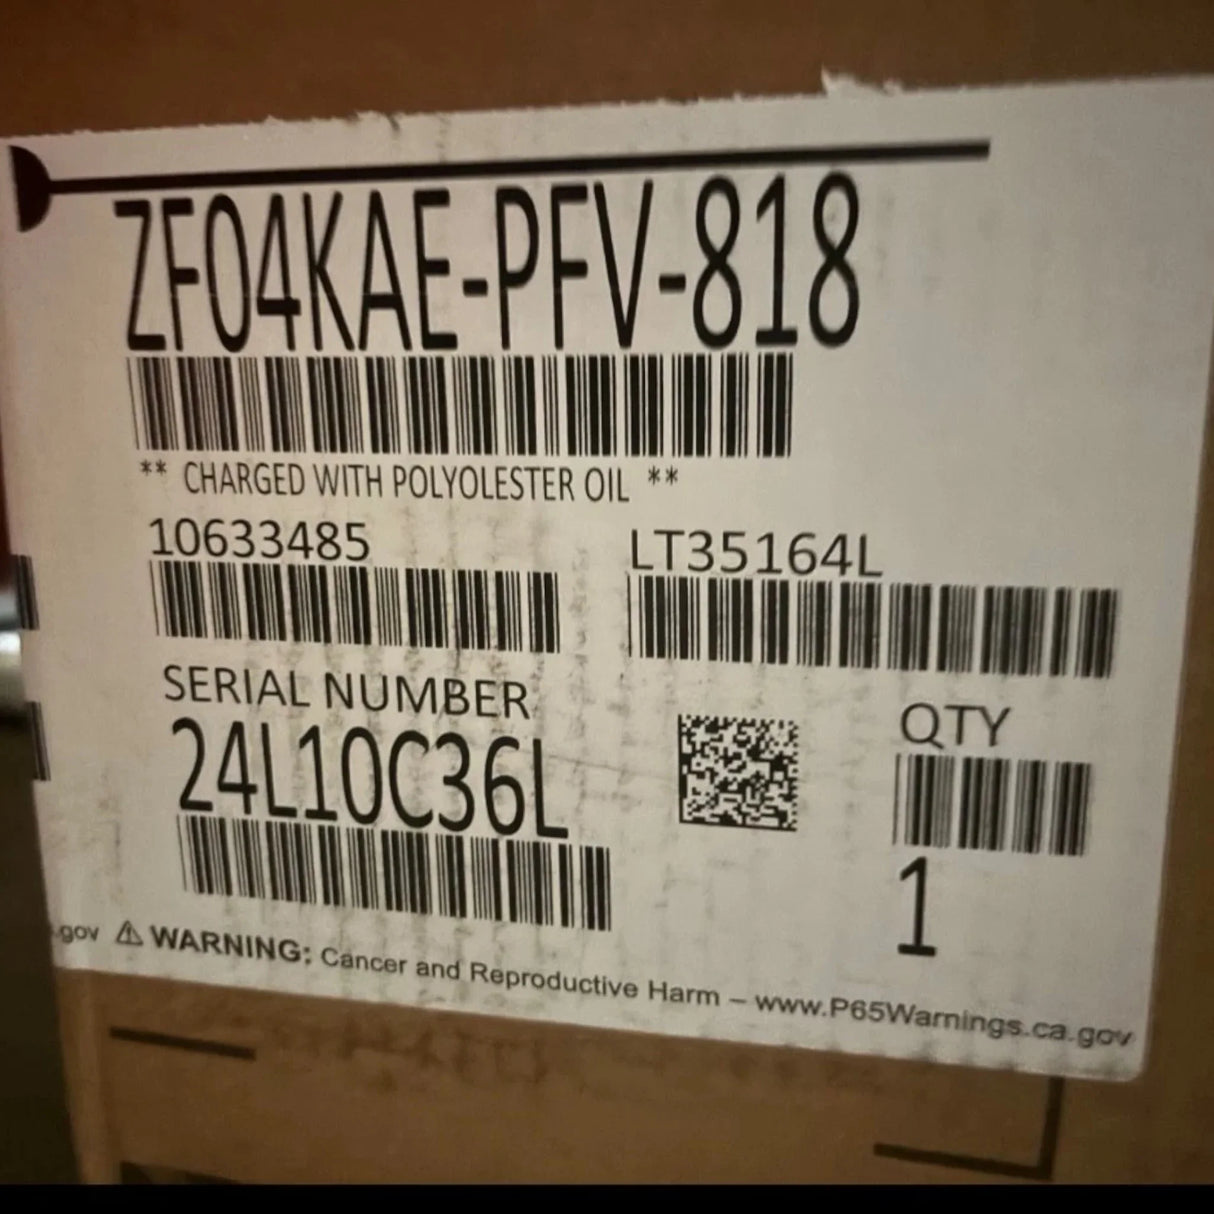 ZF04KAE-PFV-818
** CHARGED WITH POLYOLESTER OIL **
10633485
LT35164L
SERIAL NUMBER
24L10C36L
QTY
1
.gov ⚠ WARNING: Cancer and Reproductive Harm – www.P65Warnings.ca.gov